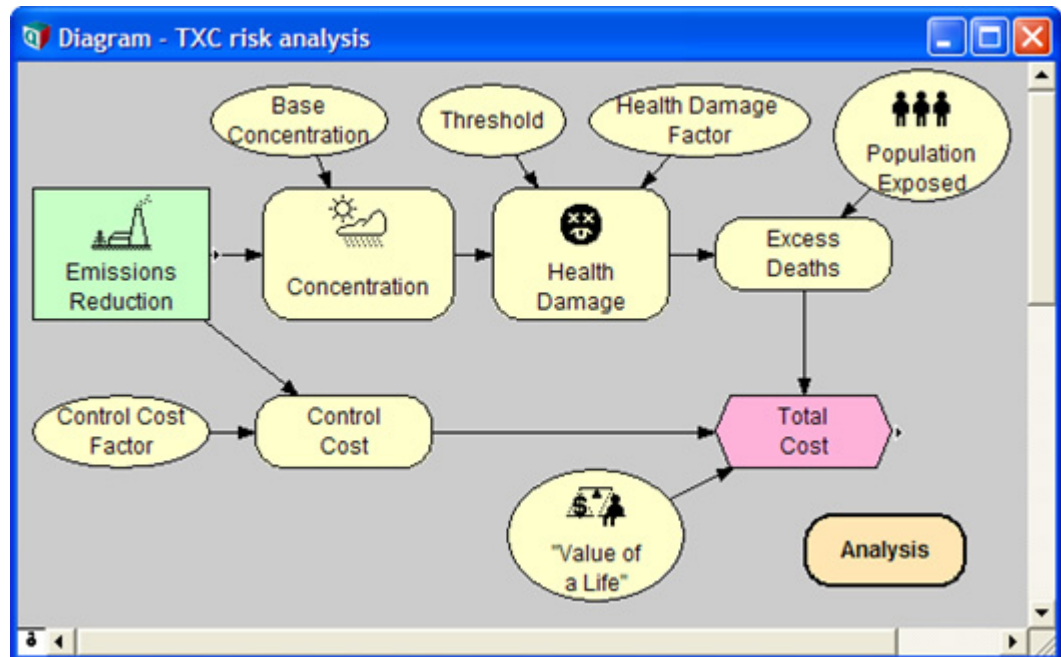 Diagram - TXC risk analysis
Base
Concentration
Threshold
Health Damage
Factor
Population
Exposed
Emissions
Reduction
Concentration
Health
Damage
Excess
Deaths
Control Cost
Factor
Control
Cost
Total
Cost
$
"Value of
a Life"
Analysis